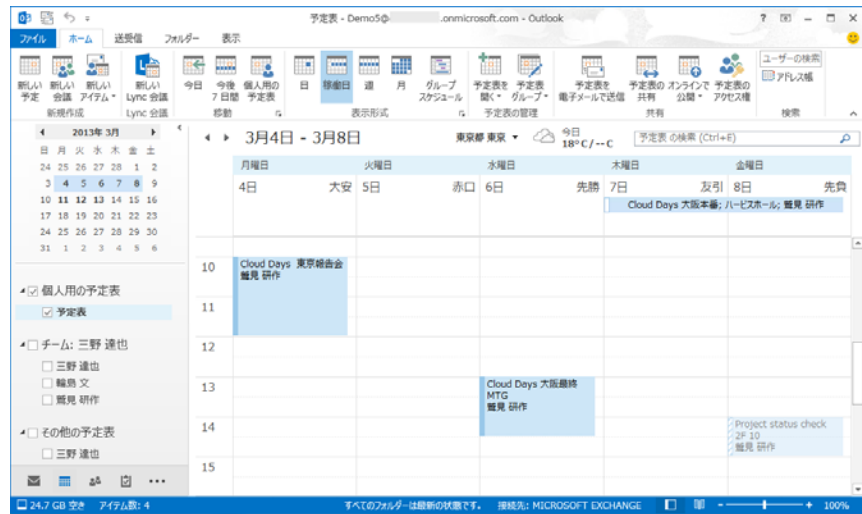 予定表 - Demo5@ .onmicrosoft.com - Outlook
ファイル ホーム 送受信 フォルダー 表示
新しい予定 新しい会議 新しいアイテム 新しい Lync 会議 今日 今後 7 日間 個人用の予定表 日 稼働日 週 月 グループ スケジュール 予定表を開く 予定表グループ 予定表を電子メールで送信 予定表の共有 オンラインで公開 予定表のアクセス権 ユーザーの検索
アドレス帳
新規作成 Lync 会議 移動 表示形式 予定表の管理 共有 検索
2013年 3月
日 月 火 水 木 金 土
24 25 26 27 28 1 2
3 4 5 6 7 8 9
10 11 12 13 14 15 16
17 18 19 20 21 22 23
24 25 26 27 28 29 30
31 1 2 3 4 5 6
個人用の予定表
予定表
チーム: 三野 達也
三野 達也
輪島 文
鷲見 研作
その他の予定表
三野 達也
3月4日 - 3月8日
東京都 東京
今日
18° C / --C
予定表 の検索 (Ctrl+E)
月曜日 火曜日 水曜日 木曜日 金曜日
4日 大安 5日 赤口 6日 先勝 7日 友引 8日 先負
Cloud Days 大阪本番; ハービスホール; 鷲見 研作
10
Cloud Days 東京報告会
鷲見 研作
11
12
13
Cloud Days 大阪最終
MTG
鷲見 研作
14
Project status check
2F 10
鷲見 研作
15
24.7 GB 空き アイテム数: 4 すべてのフォルダーは最新の状態です。 接続先: MICROSOFT EXCHANGE 100%